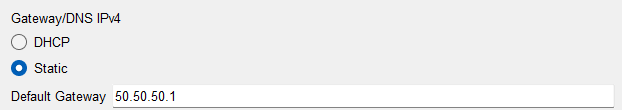 Gateway/DNS IPv4
DHCP
Static
Default Gateway 50.50.50.1